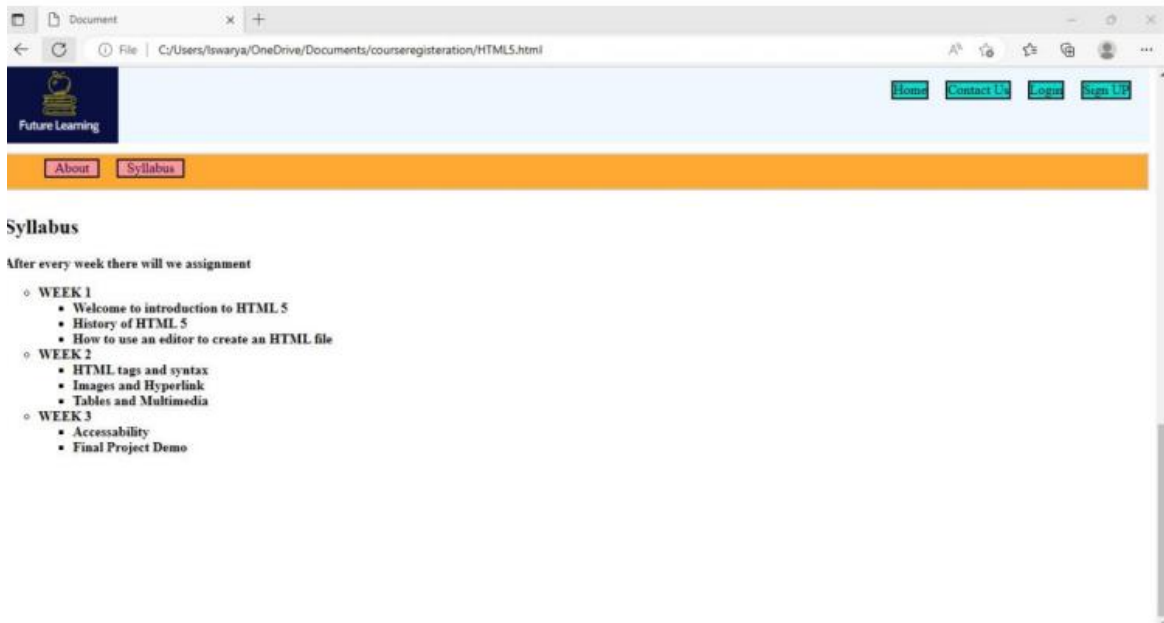 Document
File | C:/Users/Iswarya/OneDrive/Documents/courseregisteration/HTML5.html
Future Learning
Home Contact Us Login Sign UP
About Syllabus
Syllabus
After every week there will we assignment
WEEK 1
Welcome to introduction to HTML 5
History of HTML 5
How to use an editor to create an HTML file
WEEK 2
HTML tags and syntax
Images and Hyperlink
Tables and Multimedia
WEEK 3
Accessability
Final Project Demo